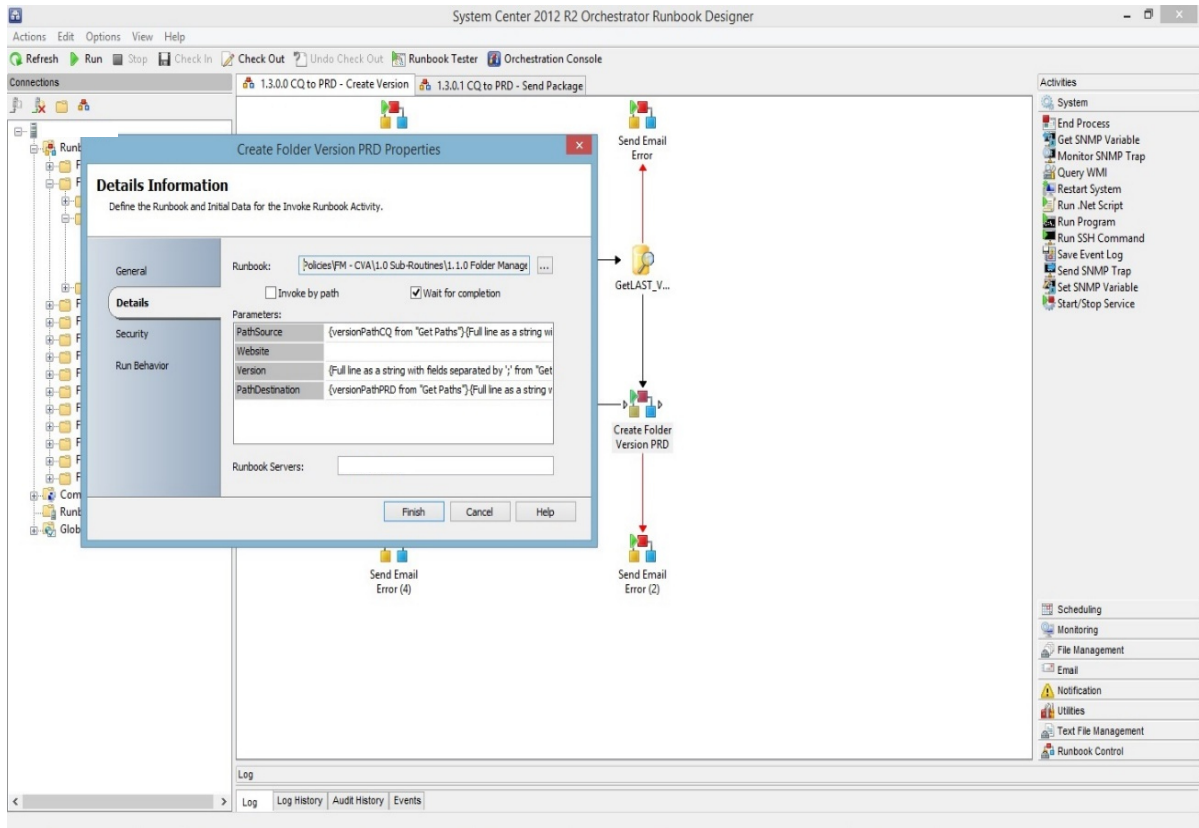 System Center 2012 R2 Orchestrator Runbook Designer
Actions Edit Options View Help
Refresh Run Stop Check In Check Out Undo Check Out Runbook Tester Orchestration Console
Connections
1.3.0.0 CQ to PRD - Create Version
1.3.0.1 CQ to PRD - Send Package
Runb
F
F
F
F
F
F
F
F
F
F
F
F
F
Com
Runb
Glob
Create Folder Version PRD Properties
Details Information
Define the Runbook and Initial Data for the Invoke Runbook Activity.
General
Details
Security
Run Behavior
Runbook: Policies\FM - CVA\1.0 Sub-Routines\1.1.0 Folder Manage ...
Invoke by path Wait for completion
Parameters:
PathSource {versionPathCQ from "Get Paths"}{Full line as a string wi
Website
Version {Full line as a string with fields separated by ';' from "Get
PathDestination {versionPathPRD from "Get Paths"}{Full line as a string w
Runbook Servers:
Finish Cancel Help
Send Email
Error
GetLAST_V...
Create Folder
Version PRD
Send Email
Error (4)
Send Email
Error (2)
Activities
System
End Process
Get SNMP Variable
Monitor SNMP Trap
Query WMI
Restart System
Run .Net Script
Run Program
Run SSH Command
Save Event Log
Send SNMP Trap
Set SNMP Variable
Start/Stop Service
Scheduling
Monitoring
File Management
Email
Notification
Utilities
Text File Management
Runbook Control
Log
Log Log History Audit History Events